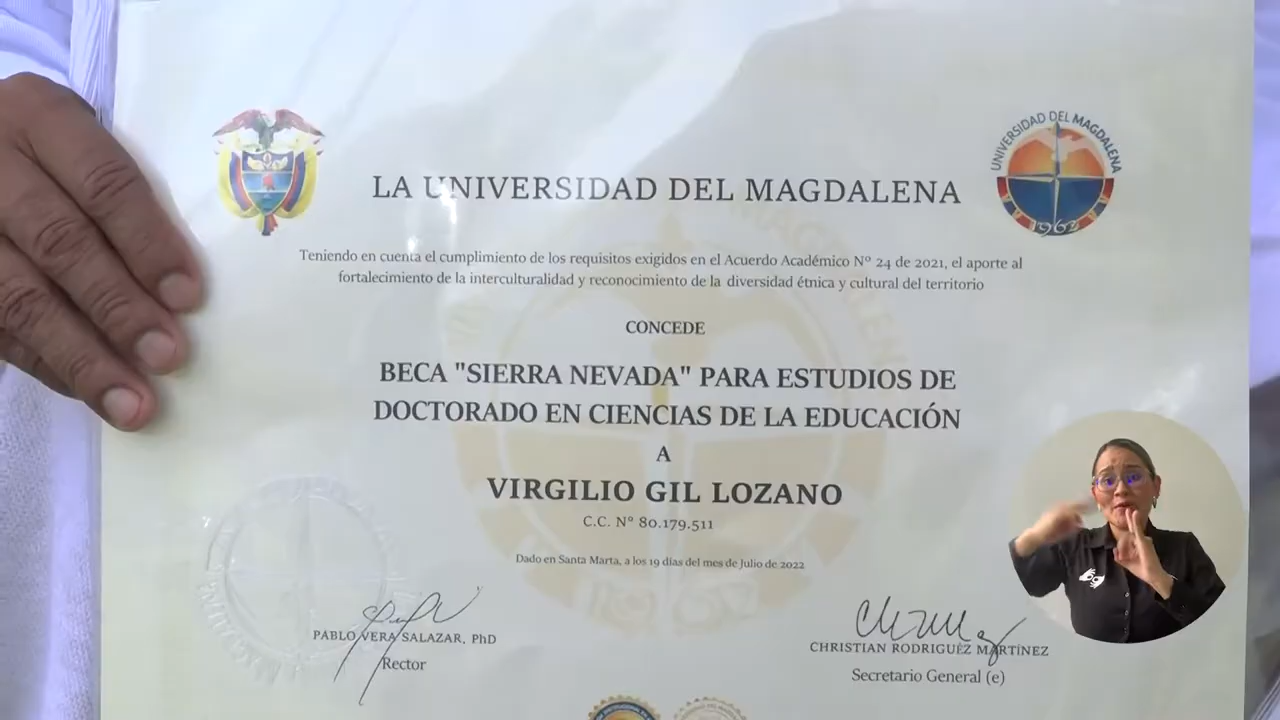 UNIVERSIDAD DEL MAGDALENA
1962
LA UNIVERSIDAD DEL MAGDALENA
Teniendo en cuenta el cumplimiento de los requisitos exigidos en el Acuerdo Académico N° 24 de 2021, el aporte al
fortalecimiento de la interculturalidad y reconocimiento de la diversidad étnica y cultural del territorio
CONCEDE
BECA "SIERRA NEVADA" PARA ESTUDIOS DE
DOCTORADO EN CIENCIAS DE LA EDUCACIÓN
A
VIRGILIO GIL LOZANO
C.C. N° 80.179.511
Dado en Santa Marta, a los 19 días del mes de Julio de 2022
PABLO VERA SALAZAR, PhD
Rector
CHRISTIAN RODRIGUÉZ MARTÍNEZ
Secretario General (e)